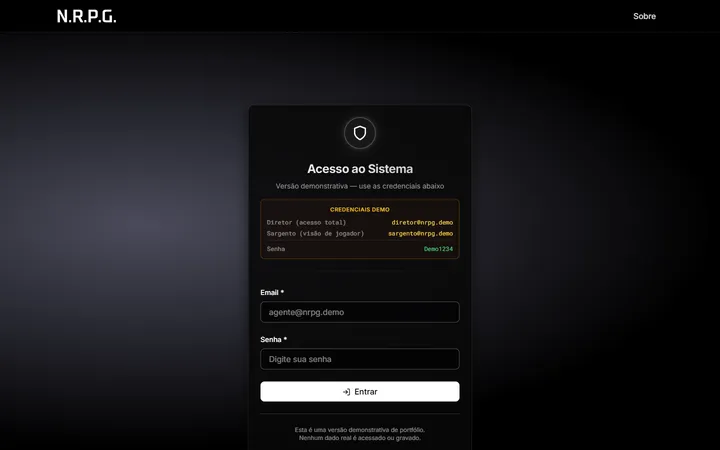 N.R.P.G.
Sobre
Acesso ao Sistema
Versão demonstrativa — use as credenciais abaixo
CREDENCIAIS DEMO
Diretor (acesso total) diretor@nrpg.demo
Sargento (visão de jogador) sargento@nrpg.demo
Senha Demo1234
Email *
agente@nrpg.demo
Senha *
Digite sua senha
Entrar
Esta é uma versão demonstrativa de portfólio.
Nenhum dado real é acessado ou gravado.